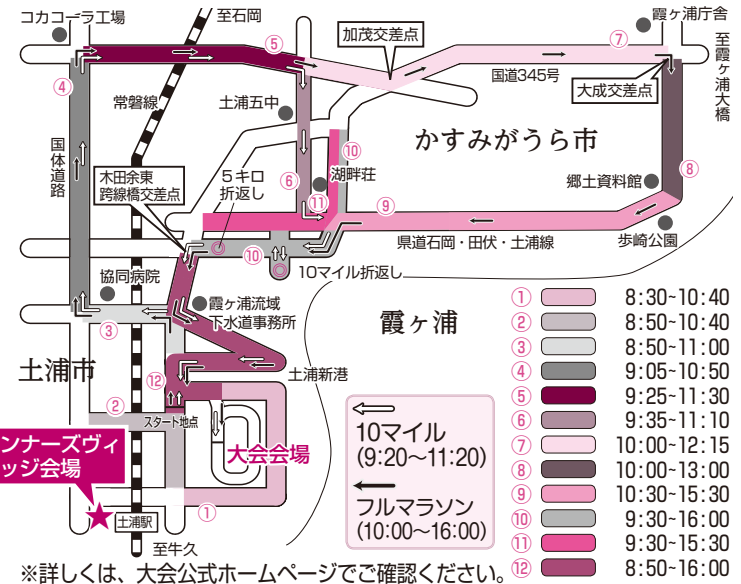 コカコーラ工場
至石岡
⑤
加茂交差点
⑦
霞ヶ浦庁舎
至霞ヶ浦大橋
国道345号
大成交差点
④
常磐線
土浦五中
かすみがうら市
国体道路
木田余東
跨線橋交差点
5キロ
折返し
⑥
⑩
湖畔荘
⑪
⑨
郷土資料館
⑧
県道石岡・田伏・土浦線
歩崎公園
⑩
10マイル折返し
協同病院
霞ヶ浦流域
下水道事務所
霞ヶ浦
③
土浦市
⑫
土浦新港
②
スタート地点
大会会場
ンナーズヴィ
ッジ会場
①
土浦駅
至牛久
10マイル
(9:20〜11:20)
フルマラソン
(10:00〜16:00)
① 8:30~10:40
② 8:50~10:40
③ 8:50~11:00
④ 9:05~10:50
⑤ 9:25~11:30
⑥ 9:35~11:10
⑦ 10:00~12:15
⑧ 10:00~13:00
⑨ 10:30~15:30
⑩ 9:30~16:00
⑪ 9:30~15:30
⑫ 8:50~16:00
※詳しくは、大会公式ホームページでご確認ください。